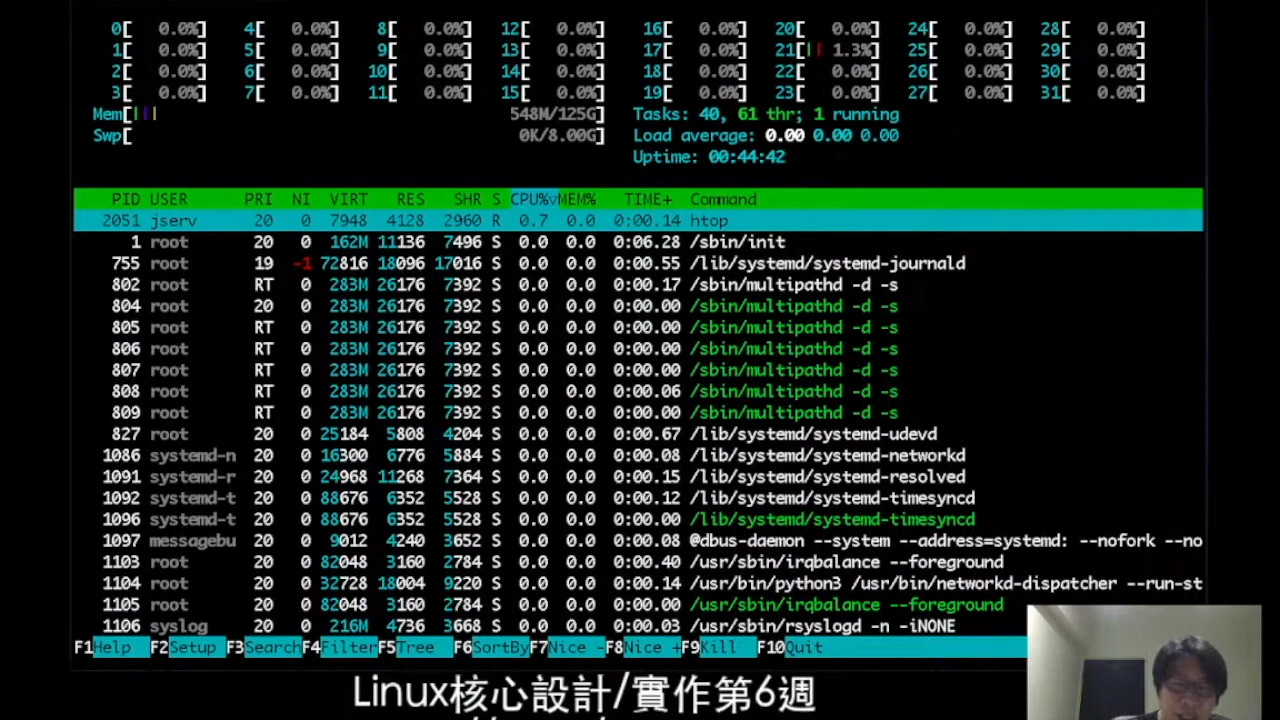 0[ 0.0%] 4[ 0.0%] 8[ 0.0%] 12[ 0.0%] 16[ 0.0%] 20[ 0.0%] 24[ 0.0%] 28[ 0.0%]
1[ 0.0%] 5[ 0.0%] 9[ 0.0%] 13[ 0.0%] 17[ 0.0%] 21[|| 1.3%] 25[ 0.0%] 29[ 0.0%]
2[ 0.0%] 6[ 0.0%] 10[ 0.0%] 14[ 0.0%] 18[ 0.0%] 22[ 0.0%] 26[ 0.0%] 30[ 0.0%]
3[ 0.0%] 7[ 0.0%] 11[ 0.0%] 15[ 0.0%] 19[ 0.0%] 23[ 0.0%] 27[ 0.0%] 31[ 0.0%]
Mem[||| 548M/125G] Tasks: 40, 61 thr; 1 running
Swp[ 0K/8.00G] Load average: 0.00 0.00 0.00
Uptime: 00:44:42
PID USER PRI NI VIRT RES SHR S CPU%▽MEM% TIME+ Command
2051 jserv 20 0 7948 4128 2960 R 0.7 0.0 0:00.14 htop
1 root 20 0 162M 11136 7496 S 0.0 0.0 0:06.28 /sbin/init
755 root 19 -1 72816 18096 17016 S 0.0 0.0 0:00.55 /lib/systemd/systemd-journald
802 root RT 0 283M 26176 7392 S 0.0 0.0 0:00.17 /sbin/multipathd -d -s
804 root 20 0 283M 26176 7392 S 0.0 0.0 0:00.00 /sbin/multipathd -d -s
805 root RT 0 283M 26176 7392 S 0.0 0.0 0:00.00 /sbin/multipathd -d -s
806 root RT 0 283M 26176 7392 S 0.0 0.0 0:00.00 /sbin/multipathd -d -s
807 root RT 0 283M 26176 7392 S 0.0 0.0 0:00.00 /sbin/multipathd -d -s
808 root RT 0 283M 26176 7392 S 0.0 0.0 0:00.06 /sbin/multipathd -d -s
809 root RT 0 283M 26176 7392 S 0.0 0.0 0:00.00 /sbin/multipathd -d -s
827 root 20 0 25184 5808 4204 S 0.0 0.0 0:00.67 /lib/systemd/systemd-udevd
1086 systemd-n 20 0 16300 6776 5884 S 0.0 0.0 0:00.08 /lib/systemd/systemd-networkd
1091 systemd-r 20 0 24968 11268 7364 S 0.0 0.0 0:00.15 /lib/systemd/systemd-resolved
1092 systemd-t 20 0 88676 6352 5528 S 0.0 0.0 0:00.12 /lib/systemd/systemd-timesyncd
1096 systemd-t 20 0 88676 6352 5528 S 0.0 0.0 0:00.00 /lib/systemd/systemd-timesyncd
1097 messagebu 20 0 9012 4240 3652 S 0.0 0.0 0:00.08 @dbus-daemon --system --address=systemd: --nofork --no
1103 root 20 0 82048 3160 2784 S 0.0 0.0 0:00.40 /usr/sbin/irqbalance --foreground
1104 root 20 0 32728 18004 9220 S 0.0 0.0 0:00.14 /usr/bin/python3 /usr/bin/networkd-dispatcher --run-st
1105 root 20 0 82048 3160 2784 S 0.0 0.0 0:00.00 /usr/sbin/irqbalance --foreground
1106 syslog 20 0 216M 4736 3668 S 0.0 0.0 0:00.03 /usr/sbin/rsyslogd -n -iNONE
F1Help F2Setup F3SearchF4FilterF5Tree F6SortByF7Nice -F8Nice +F9Kill F10Quit
Linux核心設計/實作第6週